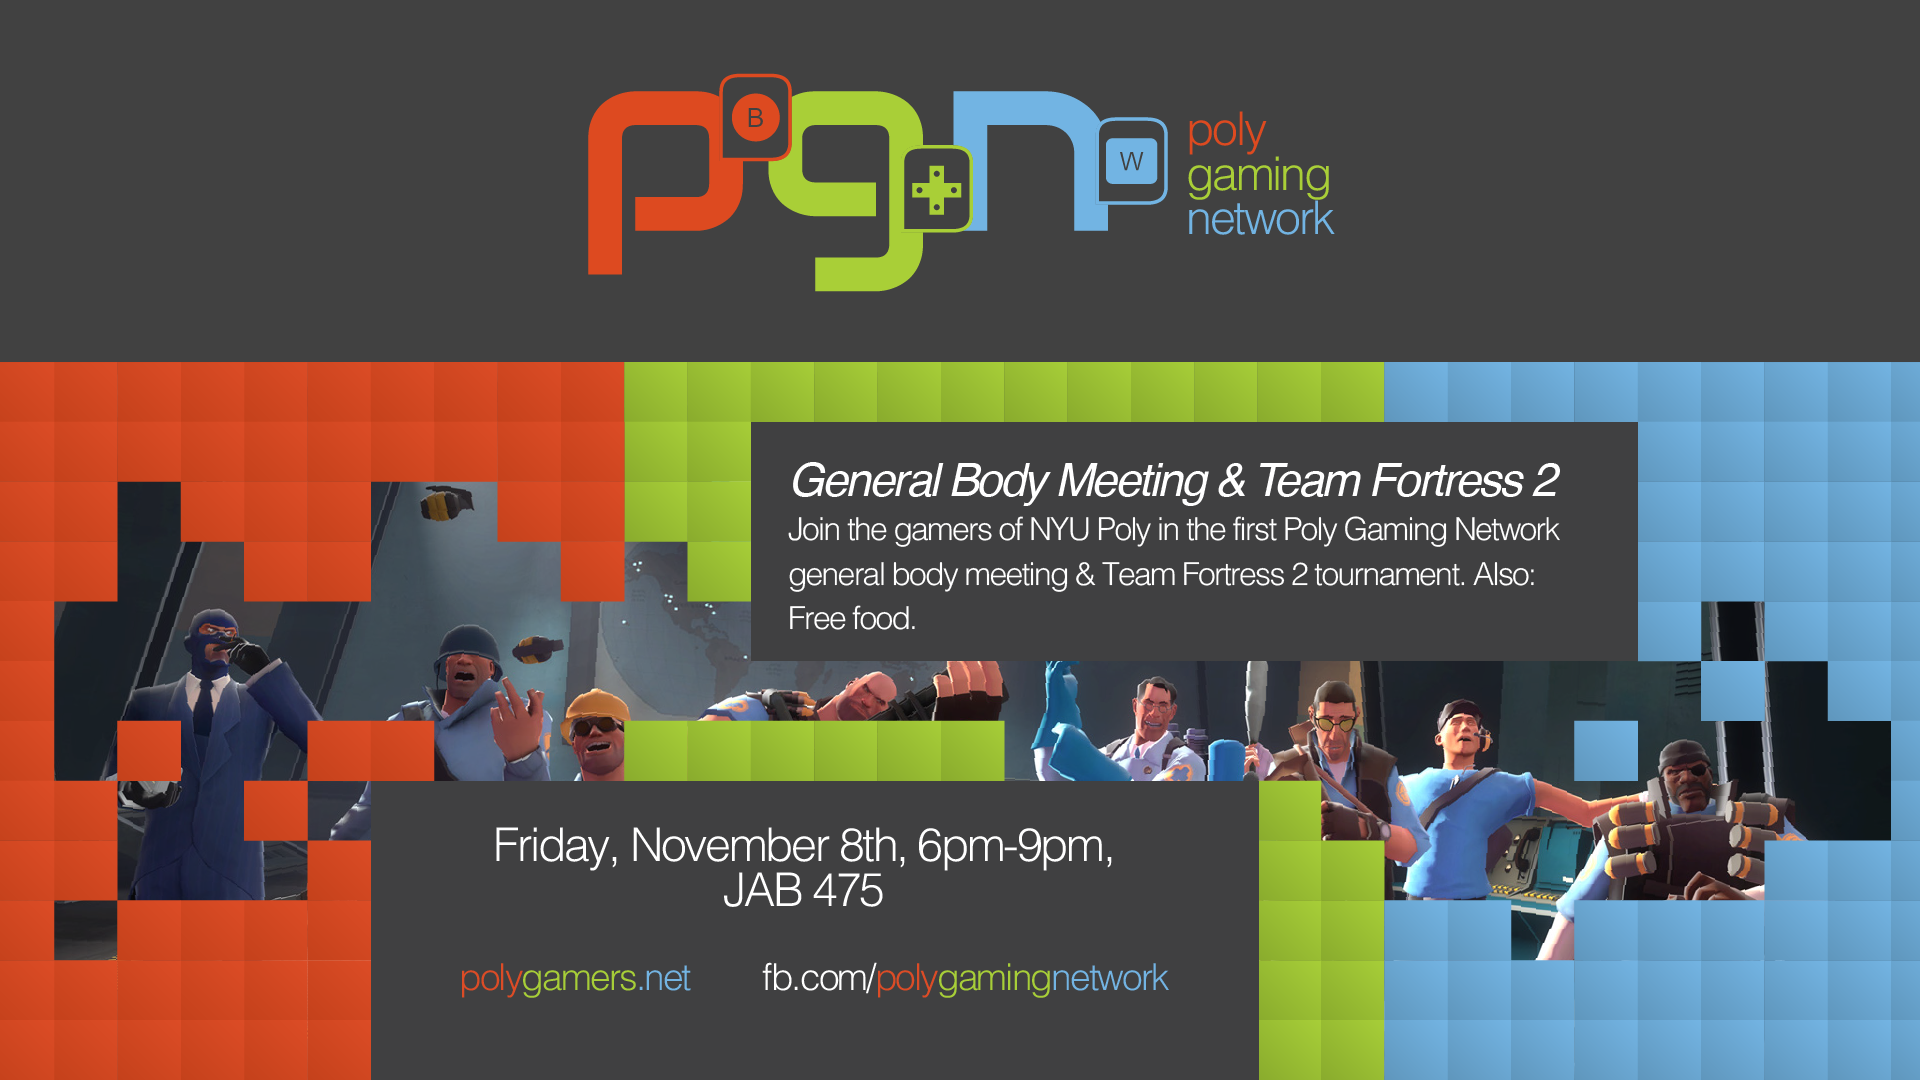 pgn
B
W
poly
gaming
network
General Body Meeting & Team Fortress 2
Join the gamers of NYU Poly in the first Poly Gaming Network
general body meeting & Team Fortress 2 tournament. Also:
Free food.
Friday, November 8th, 6pm-9pm,
JAB 475
polygamers.net fb.com/polygamingnetwork